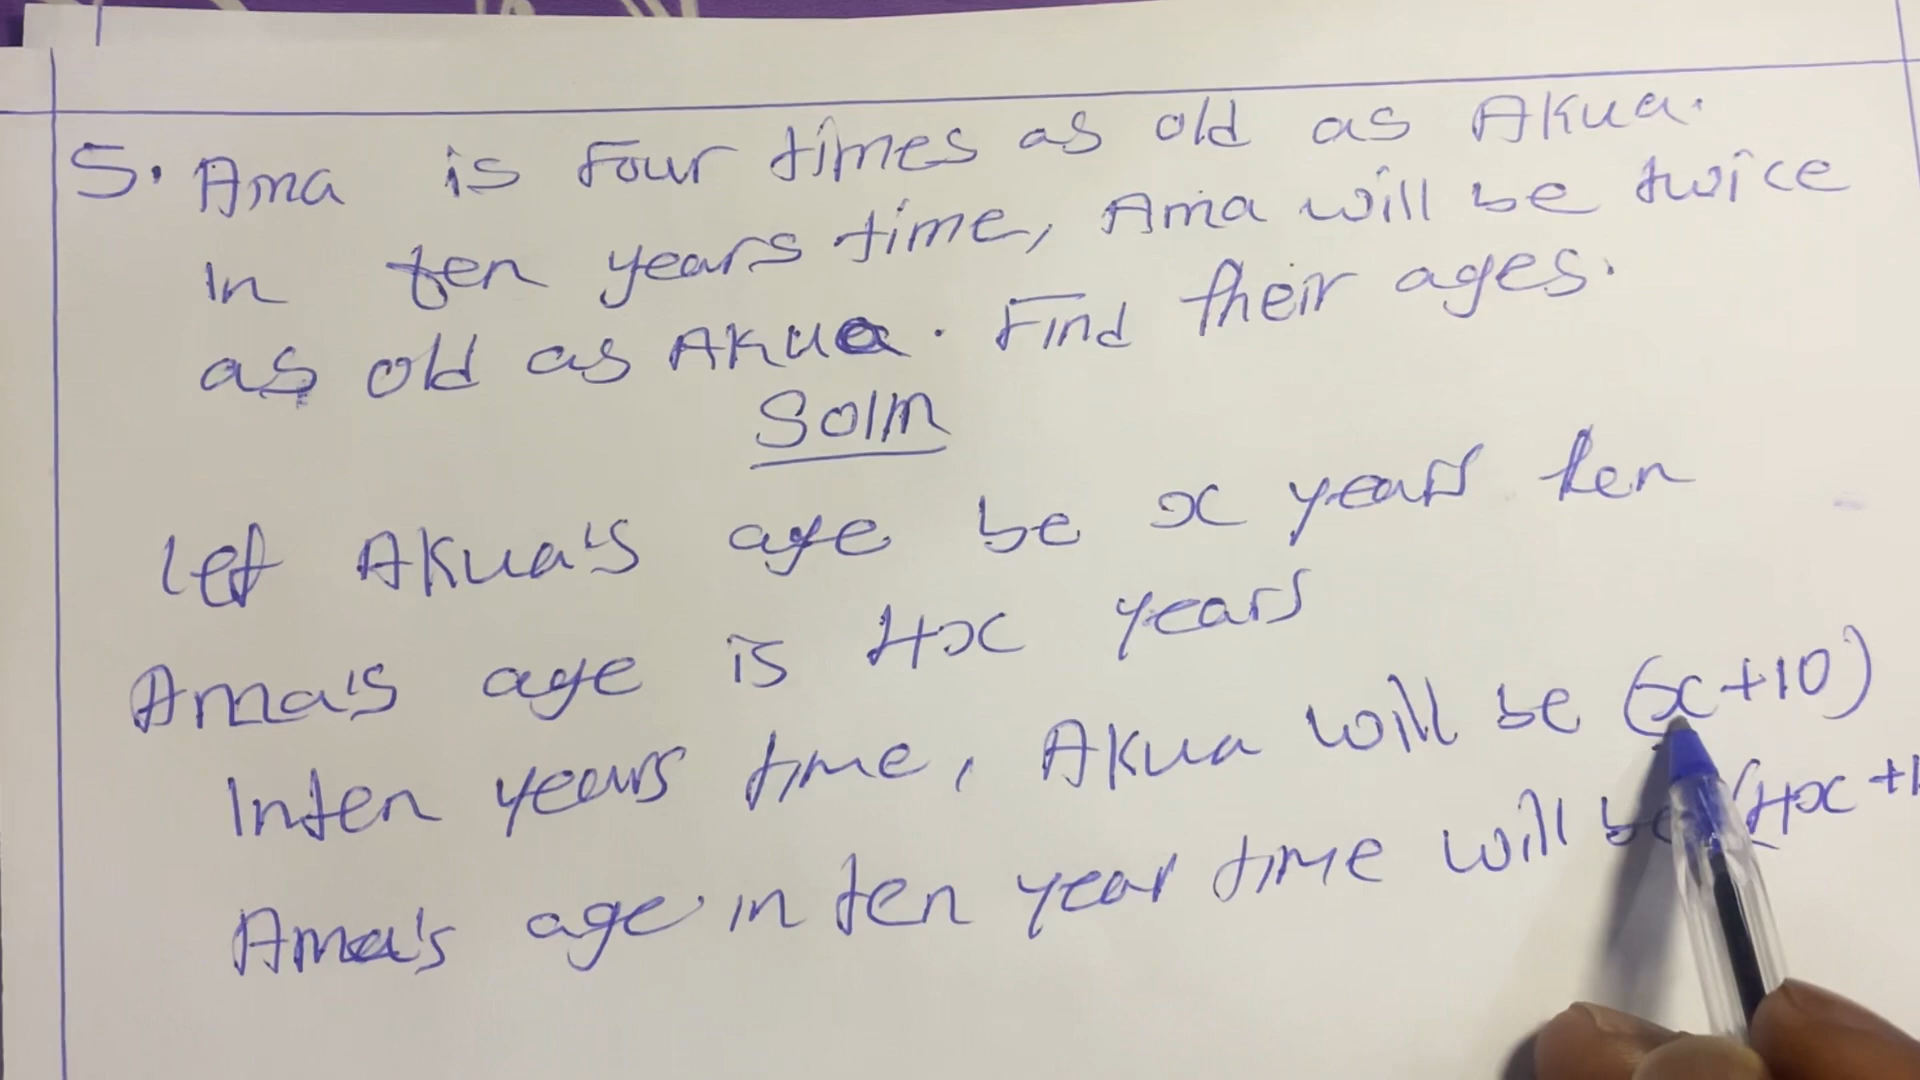 5. Ama is four times as old as Akua.
In ten years time, Ama will be twice
as old as Akua. Find their ages.
Soln
Let Akua's age be x years then
Ama's age is 4x years
In ten years time, Akua will be (x+10)
Ama's age in ten year time will be (4x+1